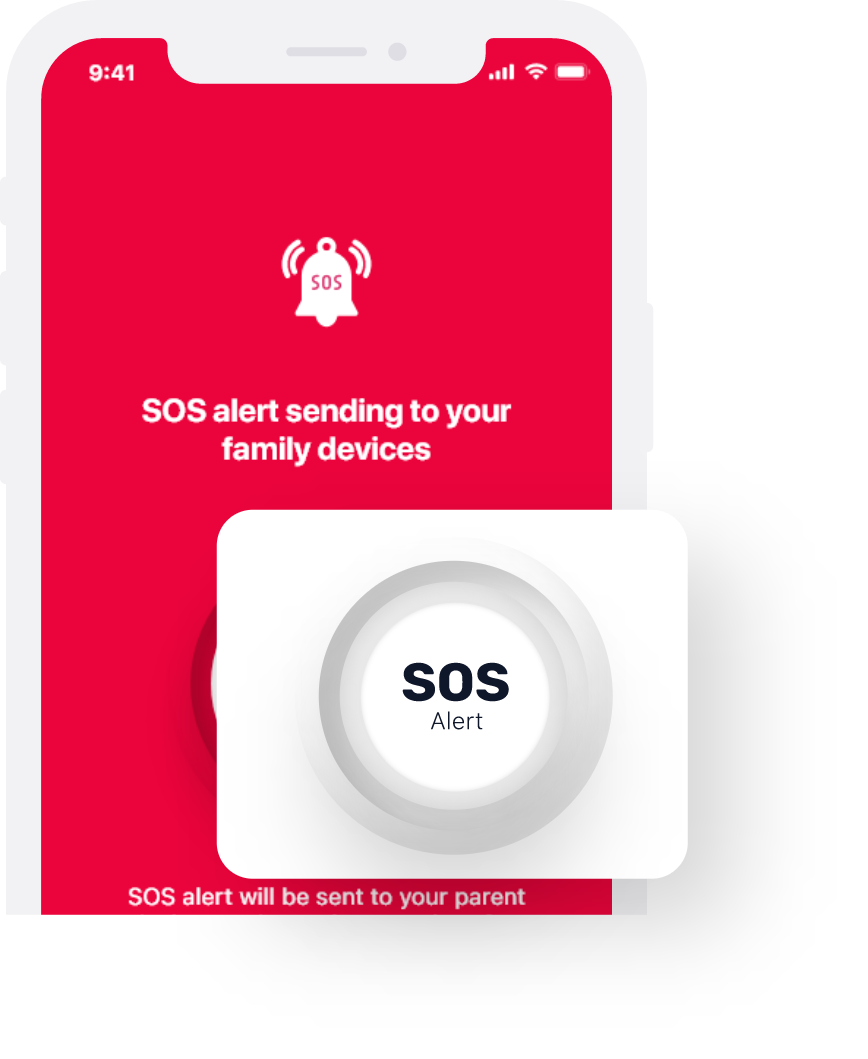 9:41
SOS
SOS alert sending to your
family devices
SOS
Alert
SOS alert will be sent to your parent